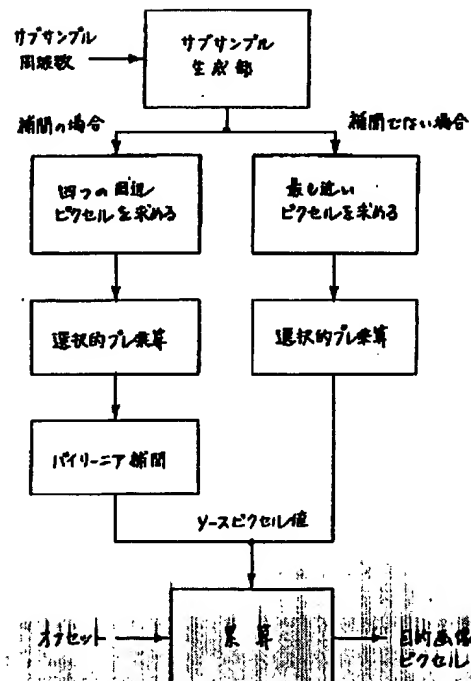 サブサンプル
周波数
サブサンプル
生成部
補間の場合
補間でない場合
四つの周辺
ピクセルを求める
最も近い
ピクセルを求める
選択的プレ乗算
選択的プレ乗算
バイリーニア補間
ソースピクセル値
オフセット
累算
目的画像
ピクセル